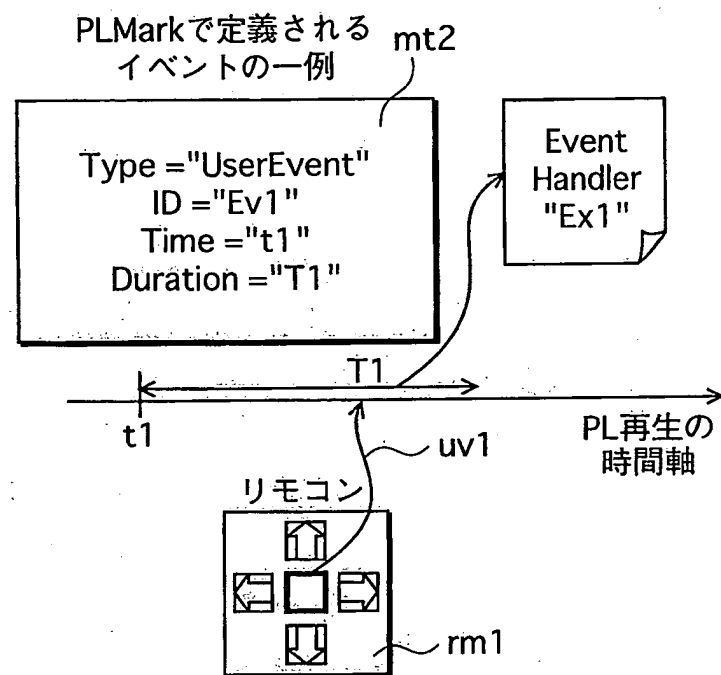 PLMarkで定義される
イベントの一例
mt2
Type ="UserEvent"
ID ="Ev1"
Time ="t1"
Duration ="T1"
Event
Handler
"Ex1"
T1
t1
PL再生の
時間軸
uv1
リモコン
rm1